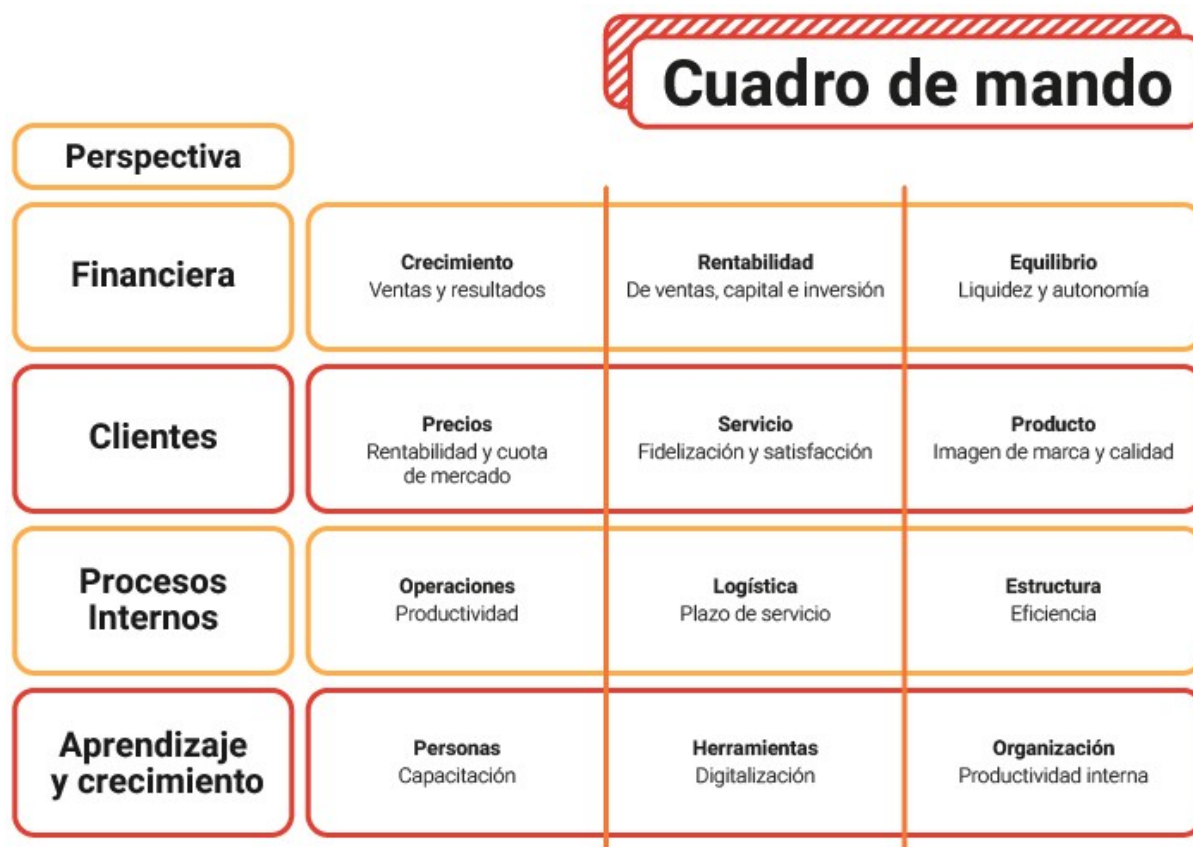 Cuadro de mando
Perspectiva
Financiera
Crecimiento
Ventas y resultados
Rentabilidad
De ventas, capital e inversión
Equilibrio
Liquidez y autonomía
Clientes
Precios
Rentabilidad y cuota
de mercado
Servicio
Fidelización y satisfacción
Producto
Imagen de marca y calidad
Procesos
Internos
Operaciones
Productividad
Logística
Plazo de servicio
Estructura
Eficiencia
Aprendizaje
y crecimiento
Personas
Capacitación
Herramientas
Digitalización
Organización
Productividad interna